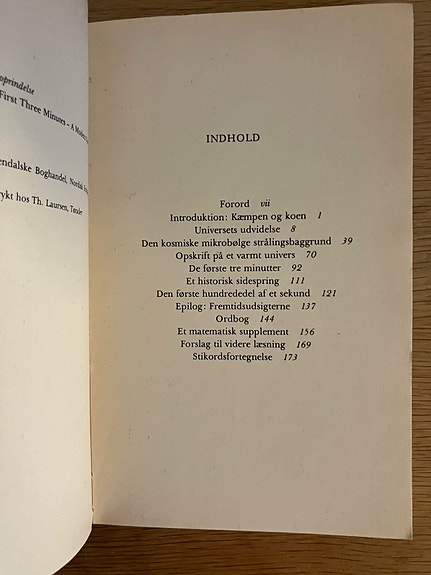 oprindelse
First Three Minutes - A
endalske Boghandel, Nordisk
ykt hos Th. Laursen, Tønder
INDHOLD
Forord vii
Introduktion: Kæmpen og koen 1
Universets udvidelse 8
Den kosmiske mikrobølge strålingsbaggrund 39
Opskrift på et varmt univers 70
De første tre minutter 92
Et historisk sidespring 111
Den første hundrededel af et sekund 121
Epilog: Fremtidsudsigterne 137
Ordbog 144
Et matematisk supplement 156
Forslag til videre læsning 169
Stikordsfortegnelse 173